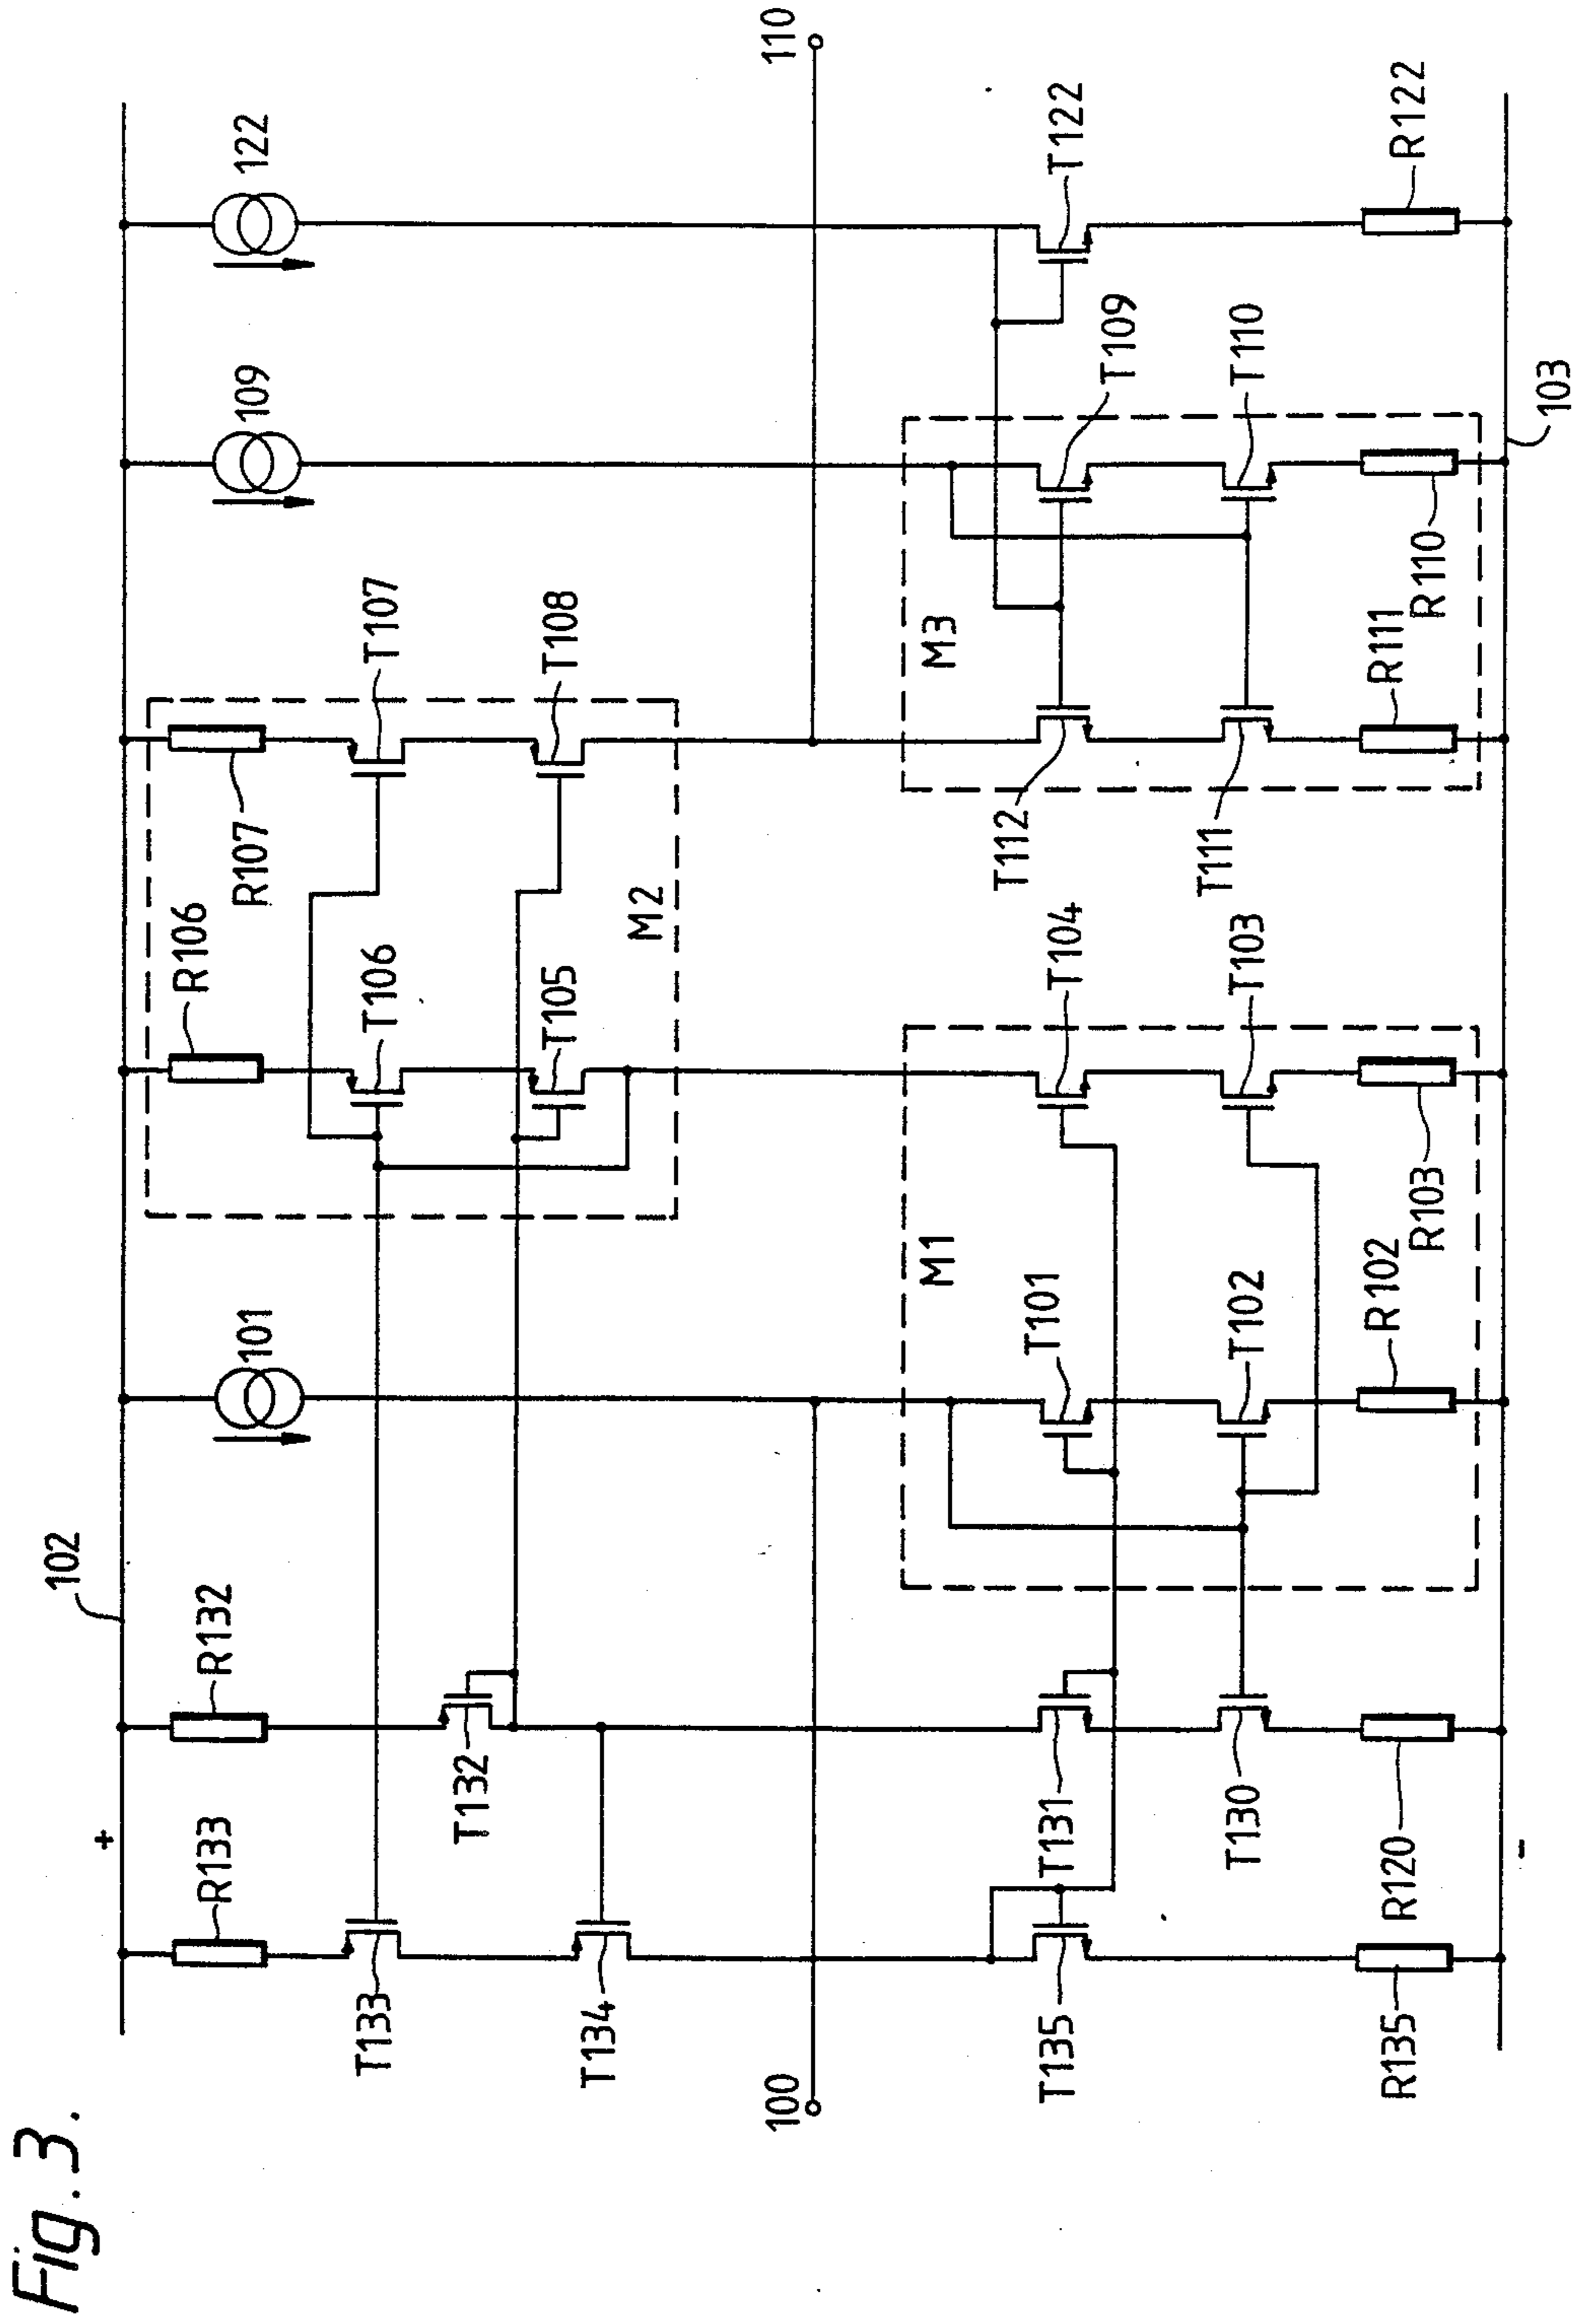 Fig. 3.
102
+
R133
R132
101
R106
R107
109
122
T133
T132
T134
T106
T105
T107
T108
M2
100
110
M1
M3
T135
T131
T130
T101
T102
T104
T103
T112
T111
T109
T110
T122
R135
R120
R102
R103
R111
R110
R122
-
103